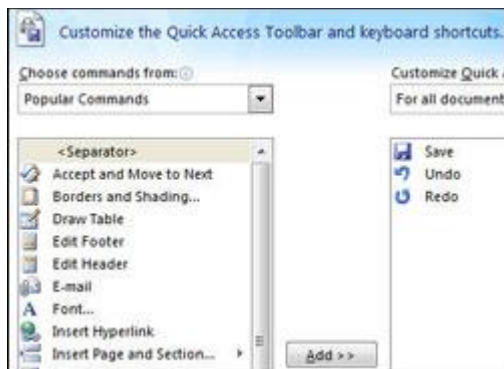 Customize the Quick Access Toolbar and keyboard shortcuts.
Choose commands from:
Popular Commands
<Separator>
Accept and Move to Next
Borders and Shading...
Draw Table
Edit Footer
Edit Header
E-mail
Font...
Insert Hyperlink
Insert Page and Section...
Add >>
Customize Quick A
For all document
Save
Undo
Redo